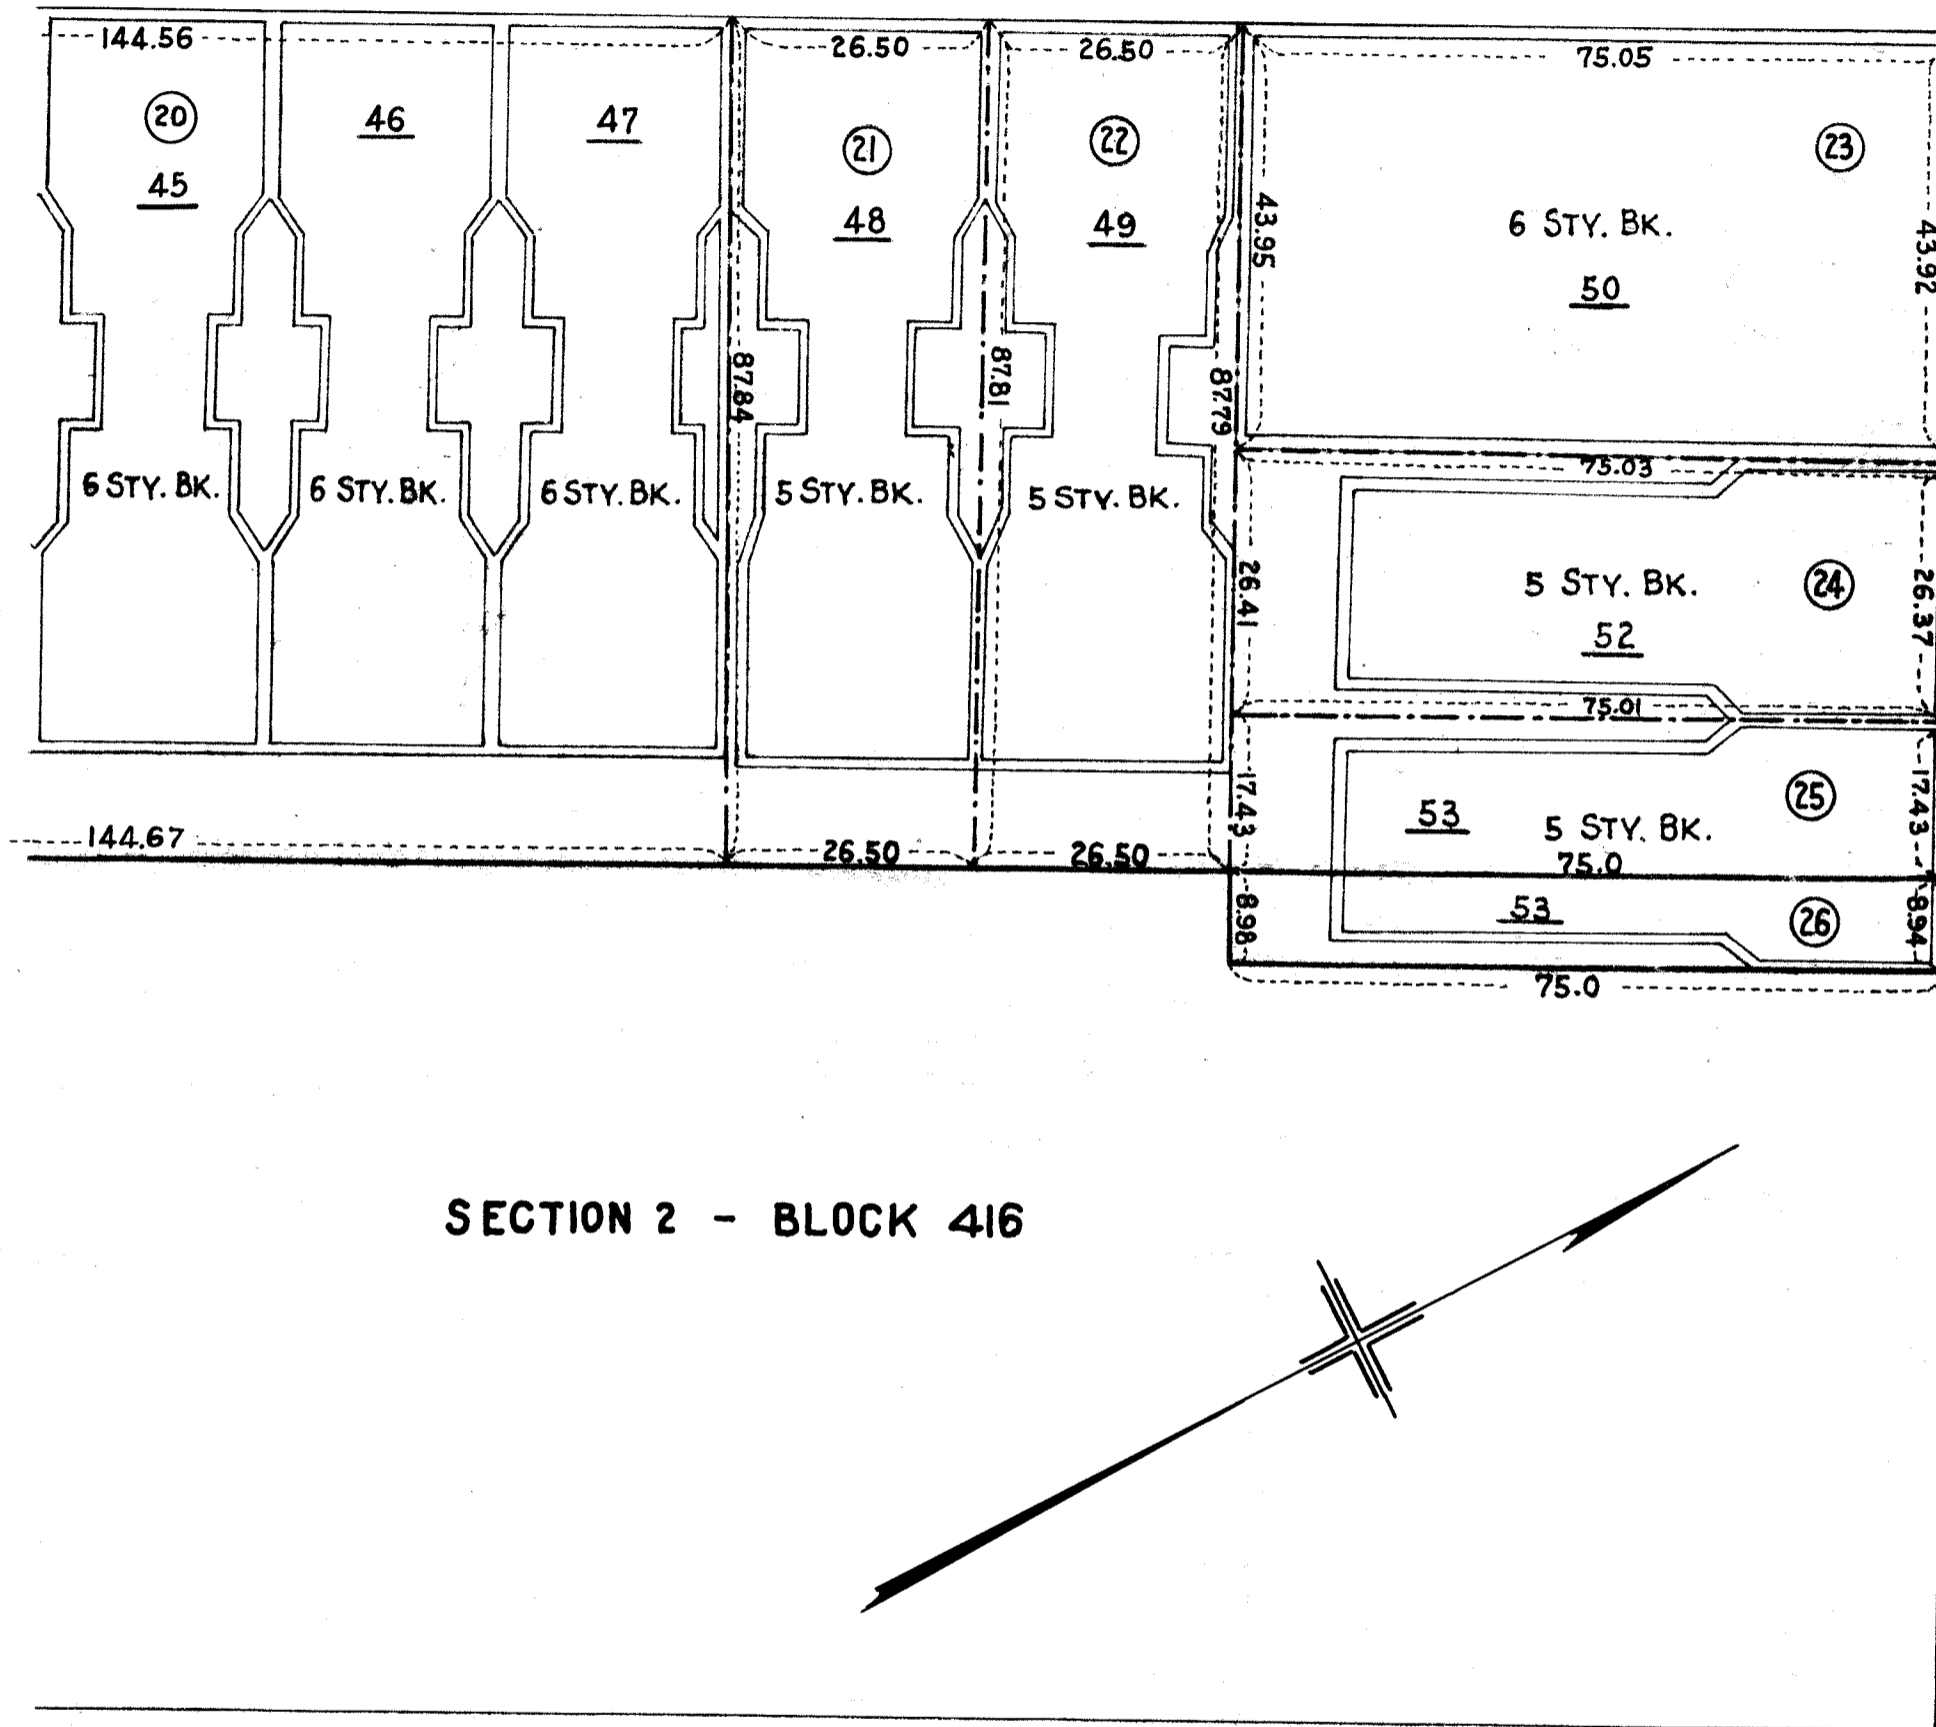 144.56 26.50 26.50 75.05
20 46 47 21 22 23
45 48 49
43.95 6 STY. BK. 43.92
50
87.84 87.81 87.79
75.03
6 STY. BK. 6 STY. BK. 6 STY. BK. 5 STY. BK. 5 STY. BK.
26.41 5 STY. BK. 24 26.37
52
75.01
17.43 53 5 STY. BK. 25 17.43
144.67 26.50 26.50 75.0
8.98 53 26 8.94
75.0
SECTION 2 - BLOCK 416